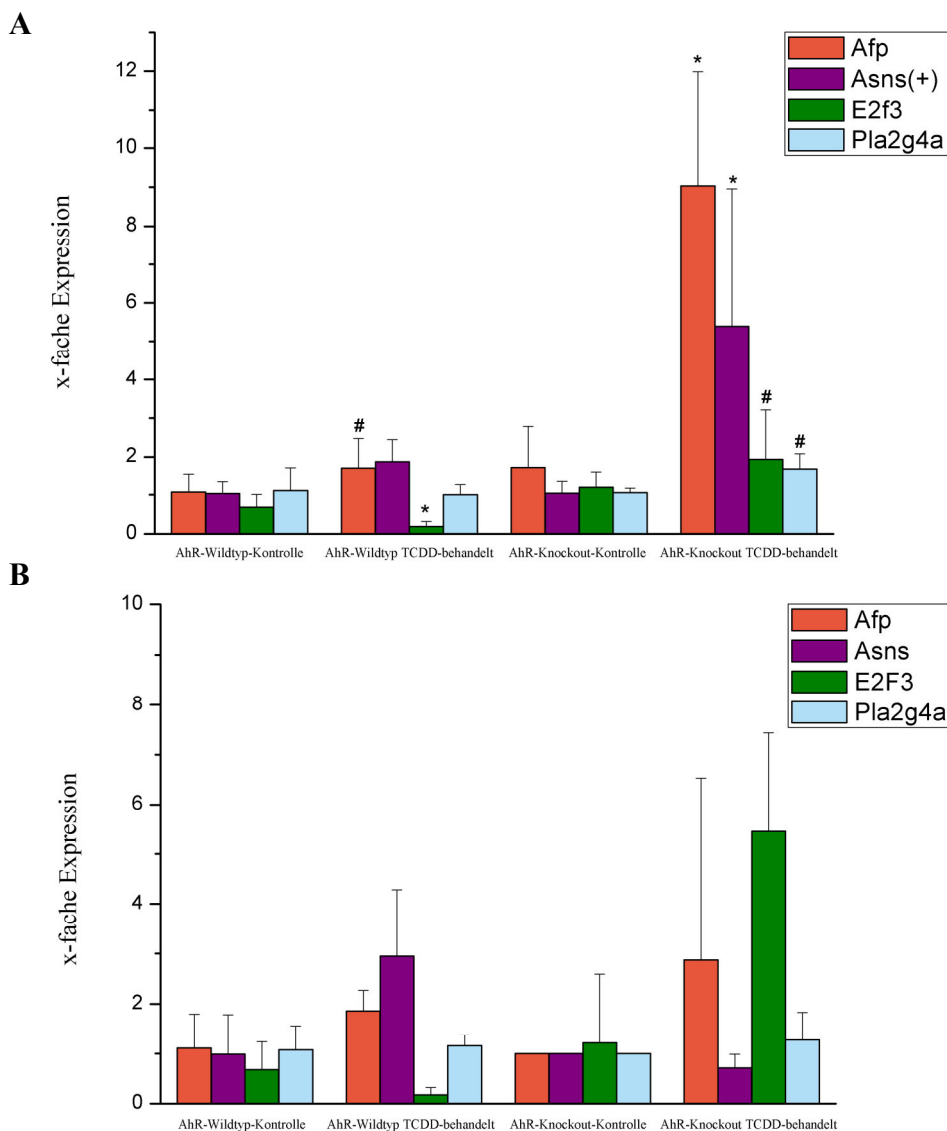 A
x-fache Expression
12
10
8
6
4
2
0
*
*
#
#
#
*
Afp
Asns(+)
E2f3
Pla2g4a
AhR-Wildtyp-Kontrolle
AhR-Wildtyp TCDD-behandelt
AhR-Knockout-Kontrolle
AhR-Knockout TCDD-behandelt
B
x-fache Expression
10
8
6
4
2
0
Afp
Asns
E2F3
Pla2g4a
AhR-Wildtyp-Kontrolle
AhR-Wildtyp TCDD-behandelt
AhR-Knockout-Kontrolle
AhR-Knockout TCDD-behandelt